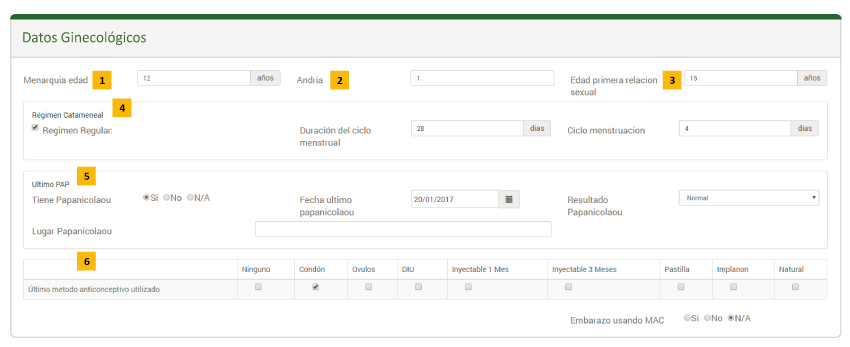 Datos Ginecológicos
Menarquia edad 1 12 años Andria 2 1 Edad primera relacion 3 15 años
sexual
4
Régimen Catameneal
Regimen Regular: Duración del ciclo 28 dias Ciclo menstruacion 4 dias
menstrual
5
Ultimo PAP
Tiene Papanicolaou Si No N/A Fecha ultimo 20/01/2017 Resultado Normal
papanicolaou Papanicolaou
Lugar Papanicolaou
6
Ninguno Condón Ovulos DIU Inyectable 1 Mes Inyectable 3 Meses Pastilla Implanon Natural
Último metodo anticonceptivo utilizado
Embarazo usando MAC Si No N/A